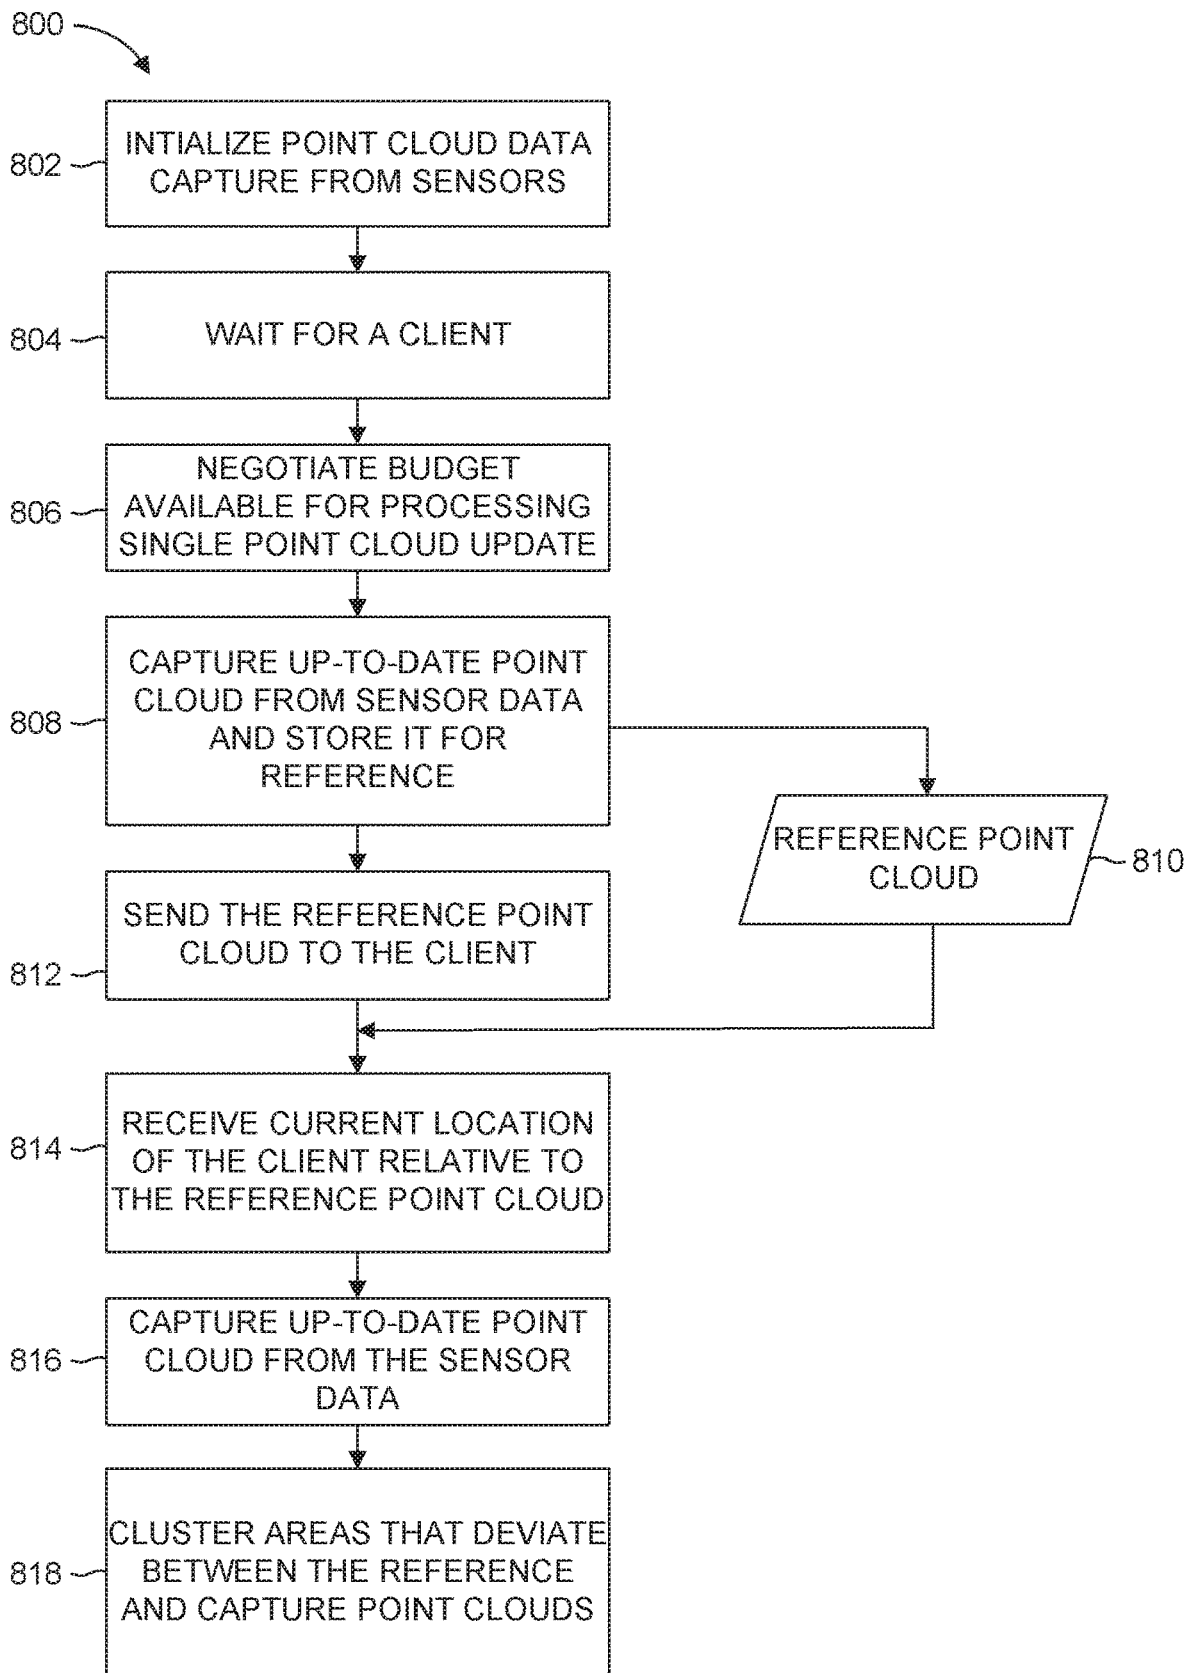 800
INTIALIZE POINT CLOUD DATA
CAPTURE FROM SENSORS
802
WAIT FOR A CLIENT
804
NEGOTIATE BUDGET
AVAILABLE FOR PROCESSING
SINGLE POINT CLOUD UPDATE
806
CAPTURE UP-TO-DATE POINT
CLOUD FROM SENSOR DATA
AND STORE IT FOR
REFERENCE
808
REFERENCE POINT
CLOUD
810
SEND THE REFERENCE POINT
CLOUD TO THE CLIENT
812
RECEIVE CURRENT LOCATION
OF THE CLIENT RELATIVE TO
THE REFERENCE POINT CLOUD
814
CAPTURE UP-TO-DATE POINT
CLOUD FROM THE SENSOR
DATA
816
CLUSTER AREAS THAT DEVIATE
BETWEEN THE REFERENCE
AND CAPTURE POINT CLOUDS
818